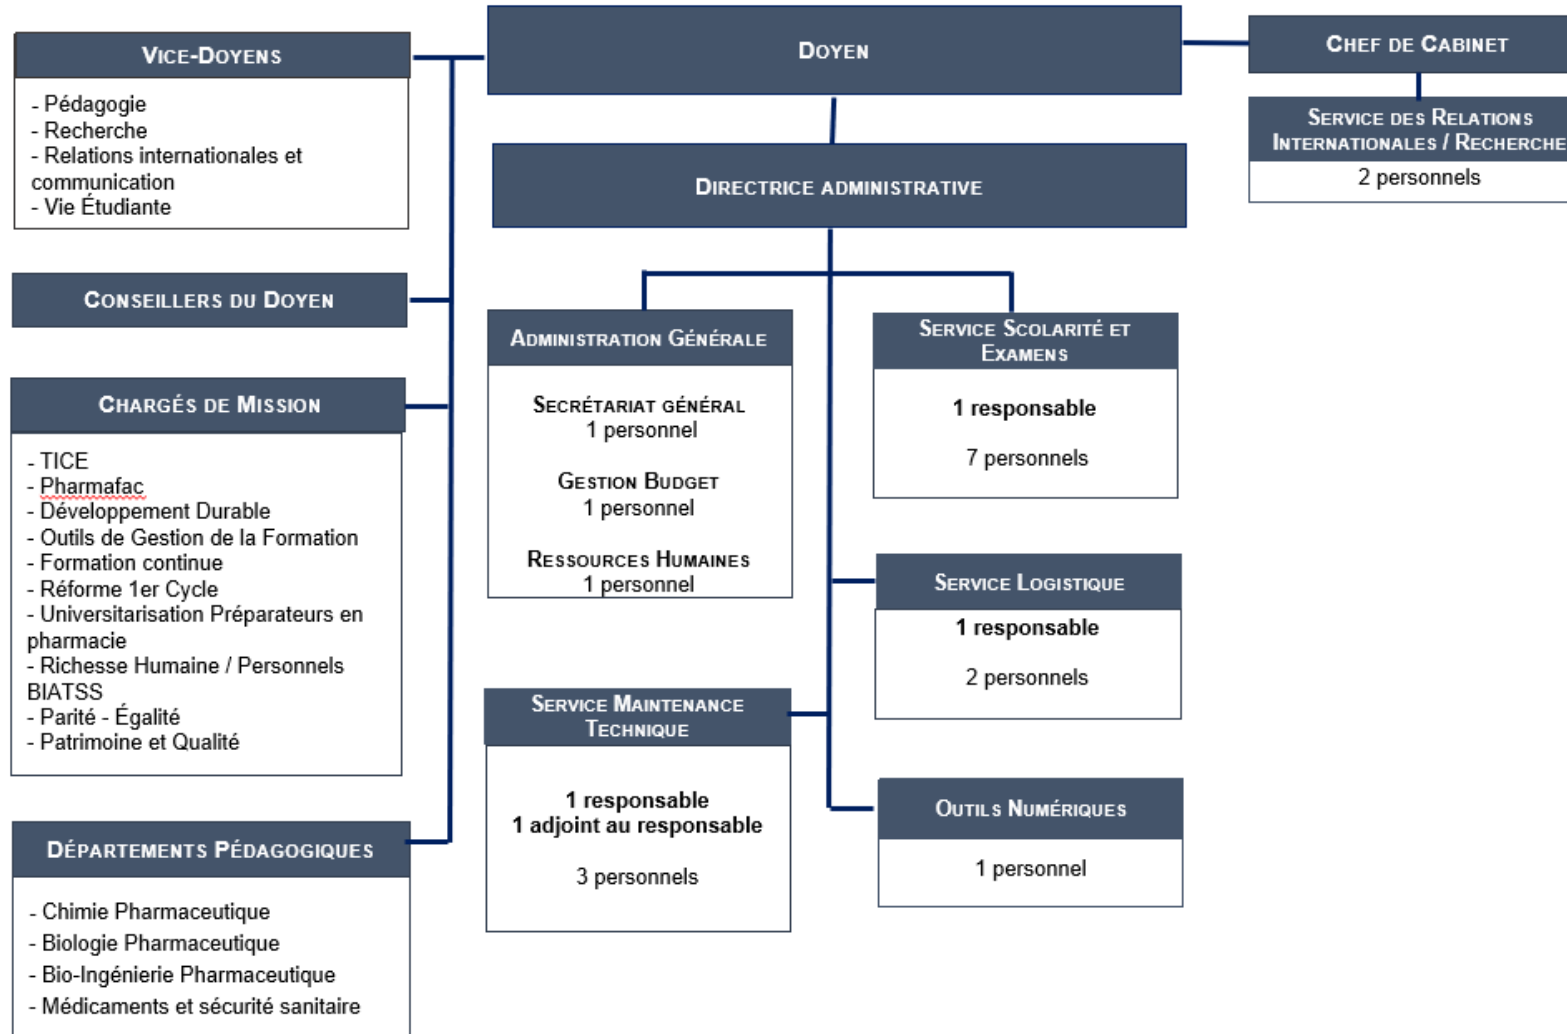 VICE-DOYENS
- Pédagogie
- Recherche
- Relations internationales et
communication
- Vie Étudiante
DOYEN
CHEF DE CABINET
SERVICE DES RELATIONS
INTERNATIONALES / RECHERCHE
2 personnels
DIRECTRICE ADMINISTRATIVE
CONSEILLERS DU DOYEN
CHARGÉS DE MISSION
- TICE
- Pharmafac
- Développement Durable
- Outils de Gestion de la Formation
- Formation continue
- Réforme 1er Cycle
- Universitarisation Préparateurs en
pharmacie
- Richesse Humaine / Personnels
BIATSS
- Parité - Égalité
- Patrimoine et Qualité
DÉPARTEMENTS PÉDAGOGIQUES
- Chimie Pharmaceutique
- Biologie Pharmaceutique
- Bio-Ingénierie Pharmaceutique
- Médicaments et sécurité sanitaire
ADMINISTRATION GÉNÉRALE
SECRÉTARIAT GÉNÉRAL
1 personnel
GESTION BUDGET
1 personnel
RESSOURCES HUMAINES
1 personnel
SERVICE SCOLARITÉ ET
EXAMENS
1 responsable
7 personnels
SERVICE LOGISTIQUE
1 responsable
2 personnels
SERVICE MAINTENANCE
TECHNIQUE
1 responsable
1 adjoint au responsable
3 personnels
OUTILS NUMÉRIQUES
1 personnel